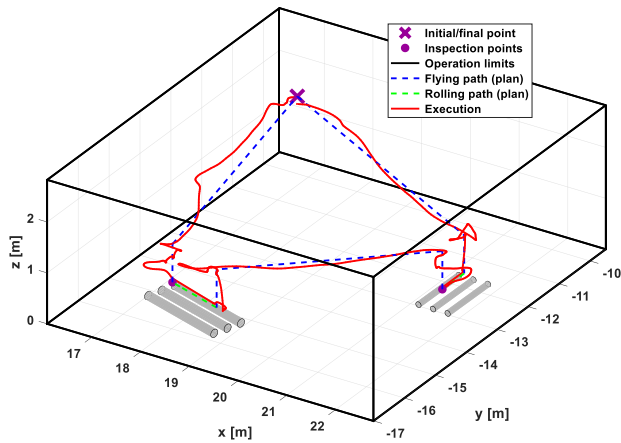 Initial/final point
Inspection points
Operation limits
Flying path (plan)
Rolling path (plan)
Execution
z [m]
2
1
0
17
18
19
20
21
22
x [m]
-17
-16
-15
-14
-13
-12
-11
-10
y [m]